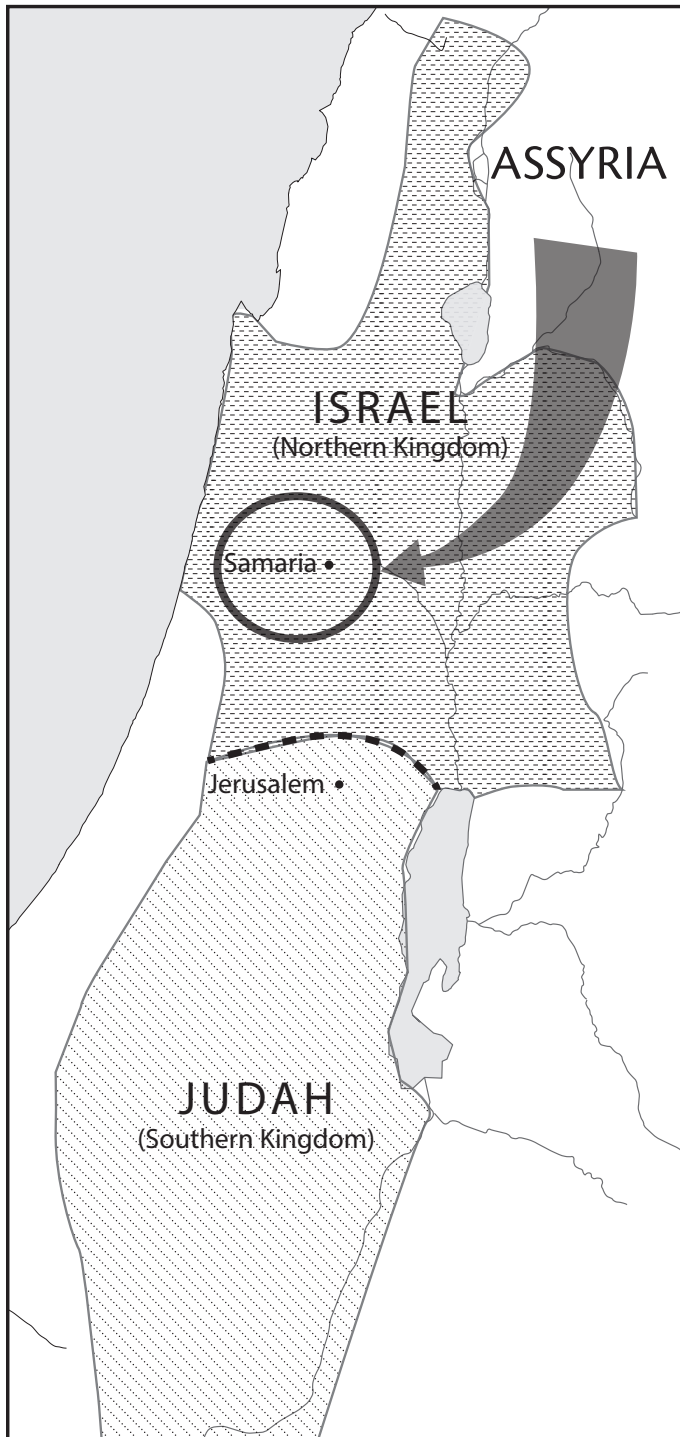 ASSYRIA
ISRAEL
(Northern Kingdom)
Samaria
Jerusalem
JUDAH
(Southern Kingdom)